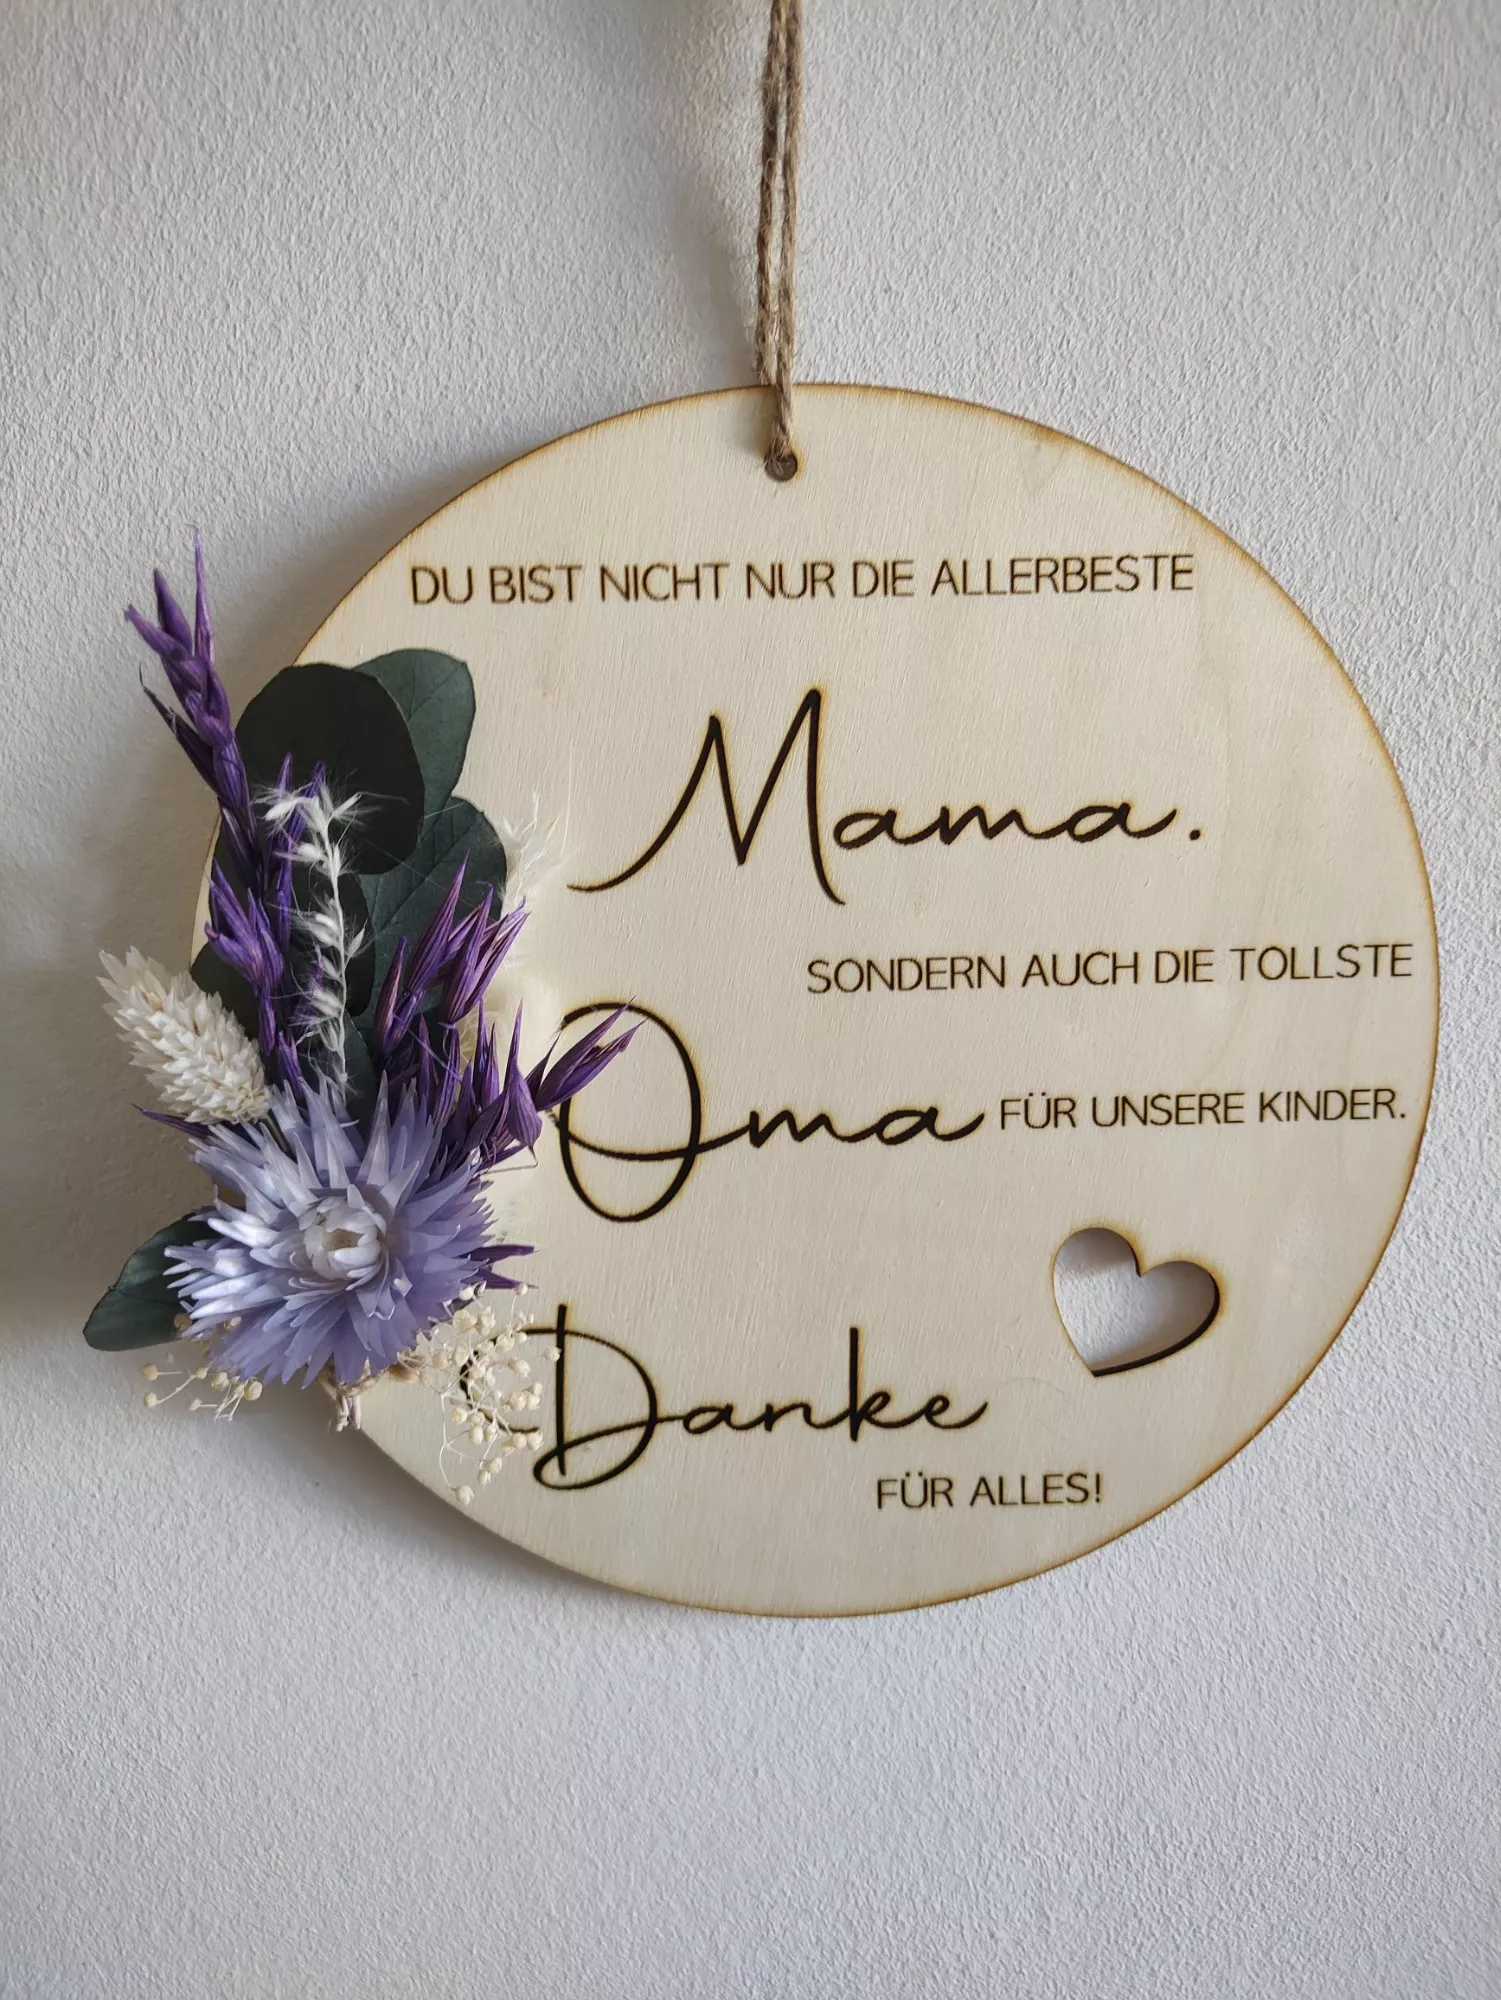 DU BIST NICHT NUR DIE ALLERBESTE
Mama.
SONDERN AUCH DIE TOLLSTE
Oma FÜR UNSERE KINDER.
Danke
FÜR ALLES!